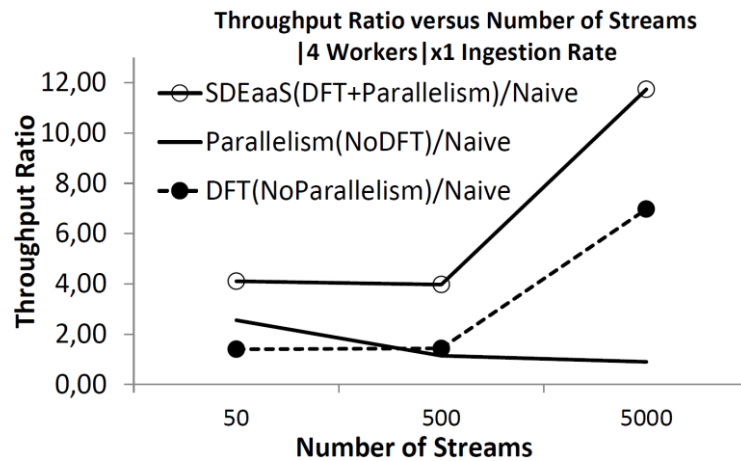 Throughput Ratio versus Number of Streams
|4 Workers|x1 Ingestion Rate
12,00
10,00
8,00
6,00
4,00
2,00
0,00
Throughput Ratio
SDEaaS(DFT+Parallelism)/Naive
Parallelism(NoDFT)/Naive
DFT(NoParallelism)/Naive
50
500
5000
Number of Streams